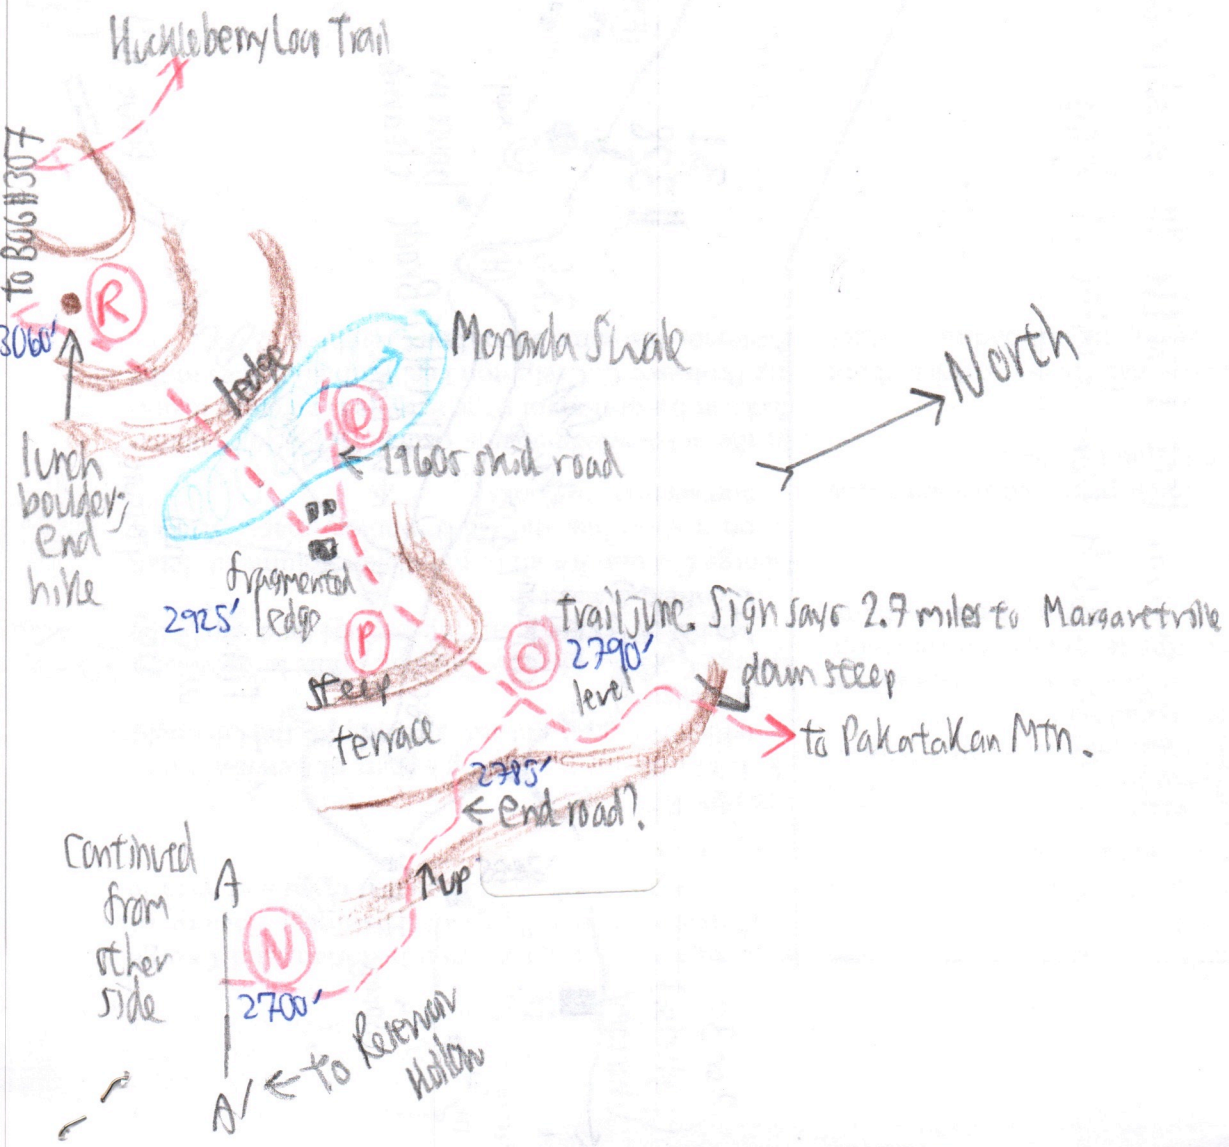 Huckleberry Loop Trail
to BOG#307
R
3060'
ledge
Monarda Swale
Q
← 1960s skid road
lunch
boulder;
end
hike
fragmented
ledge
2925'
P
steep
terrace
O
trail junc. Sign says 2.9 miles to Margaretville
2790'
level
down steep
to Pakatakan Mtn.
North
2785'
← end road?
↑ up
Continued
from
other
side
A
N
2700'
A'
← to Reservoir
Hollow